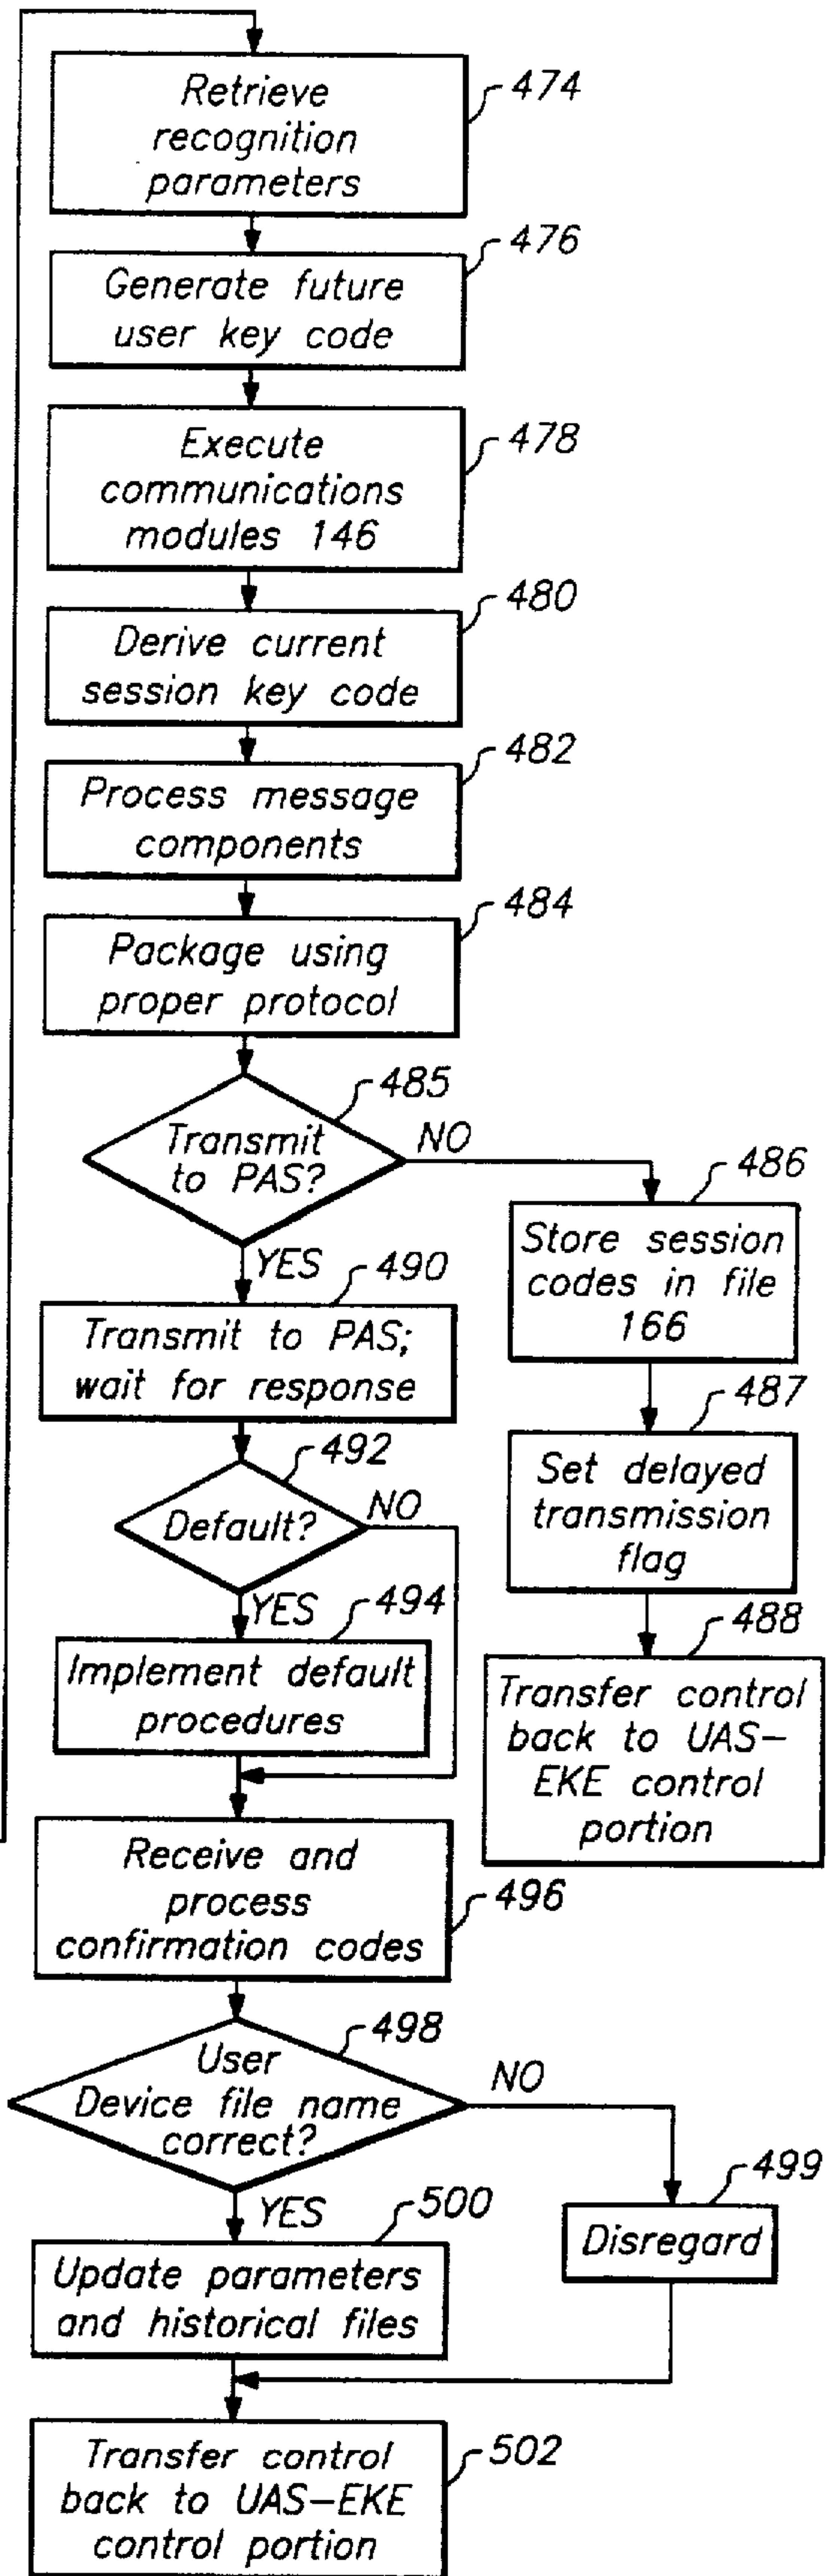 Retrieve
recognition
parameters
474
Generate future
user key code
476
Execute
communications
modules 146
478
Derive current
session key code
480
Process message
components
482
Package using
proper protocol
484
Transmit
to PAS?
485
NO
YES
Store session
codes in file
166
486
Set delayed
transmission
flag
487
Transfer control
back to UAS-
EKE control
portion
488
Transmit to PAS;
wait for response
490
Default?
492
NO
YES
Implement default
procedures
494
Receive and
process
confirmation codes
496
User
Device file name
correct?
498
NO
YES
Disregard
499
Update parameters
and historical files
500
Transfer control
back to UAS-EKE
control portion
502